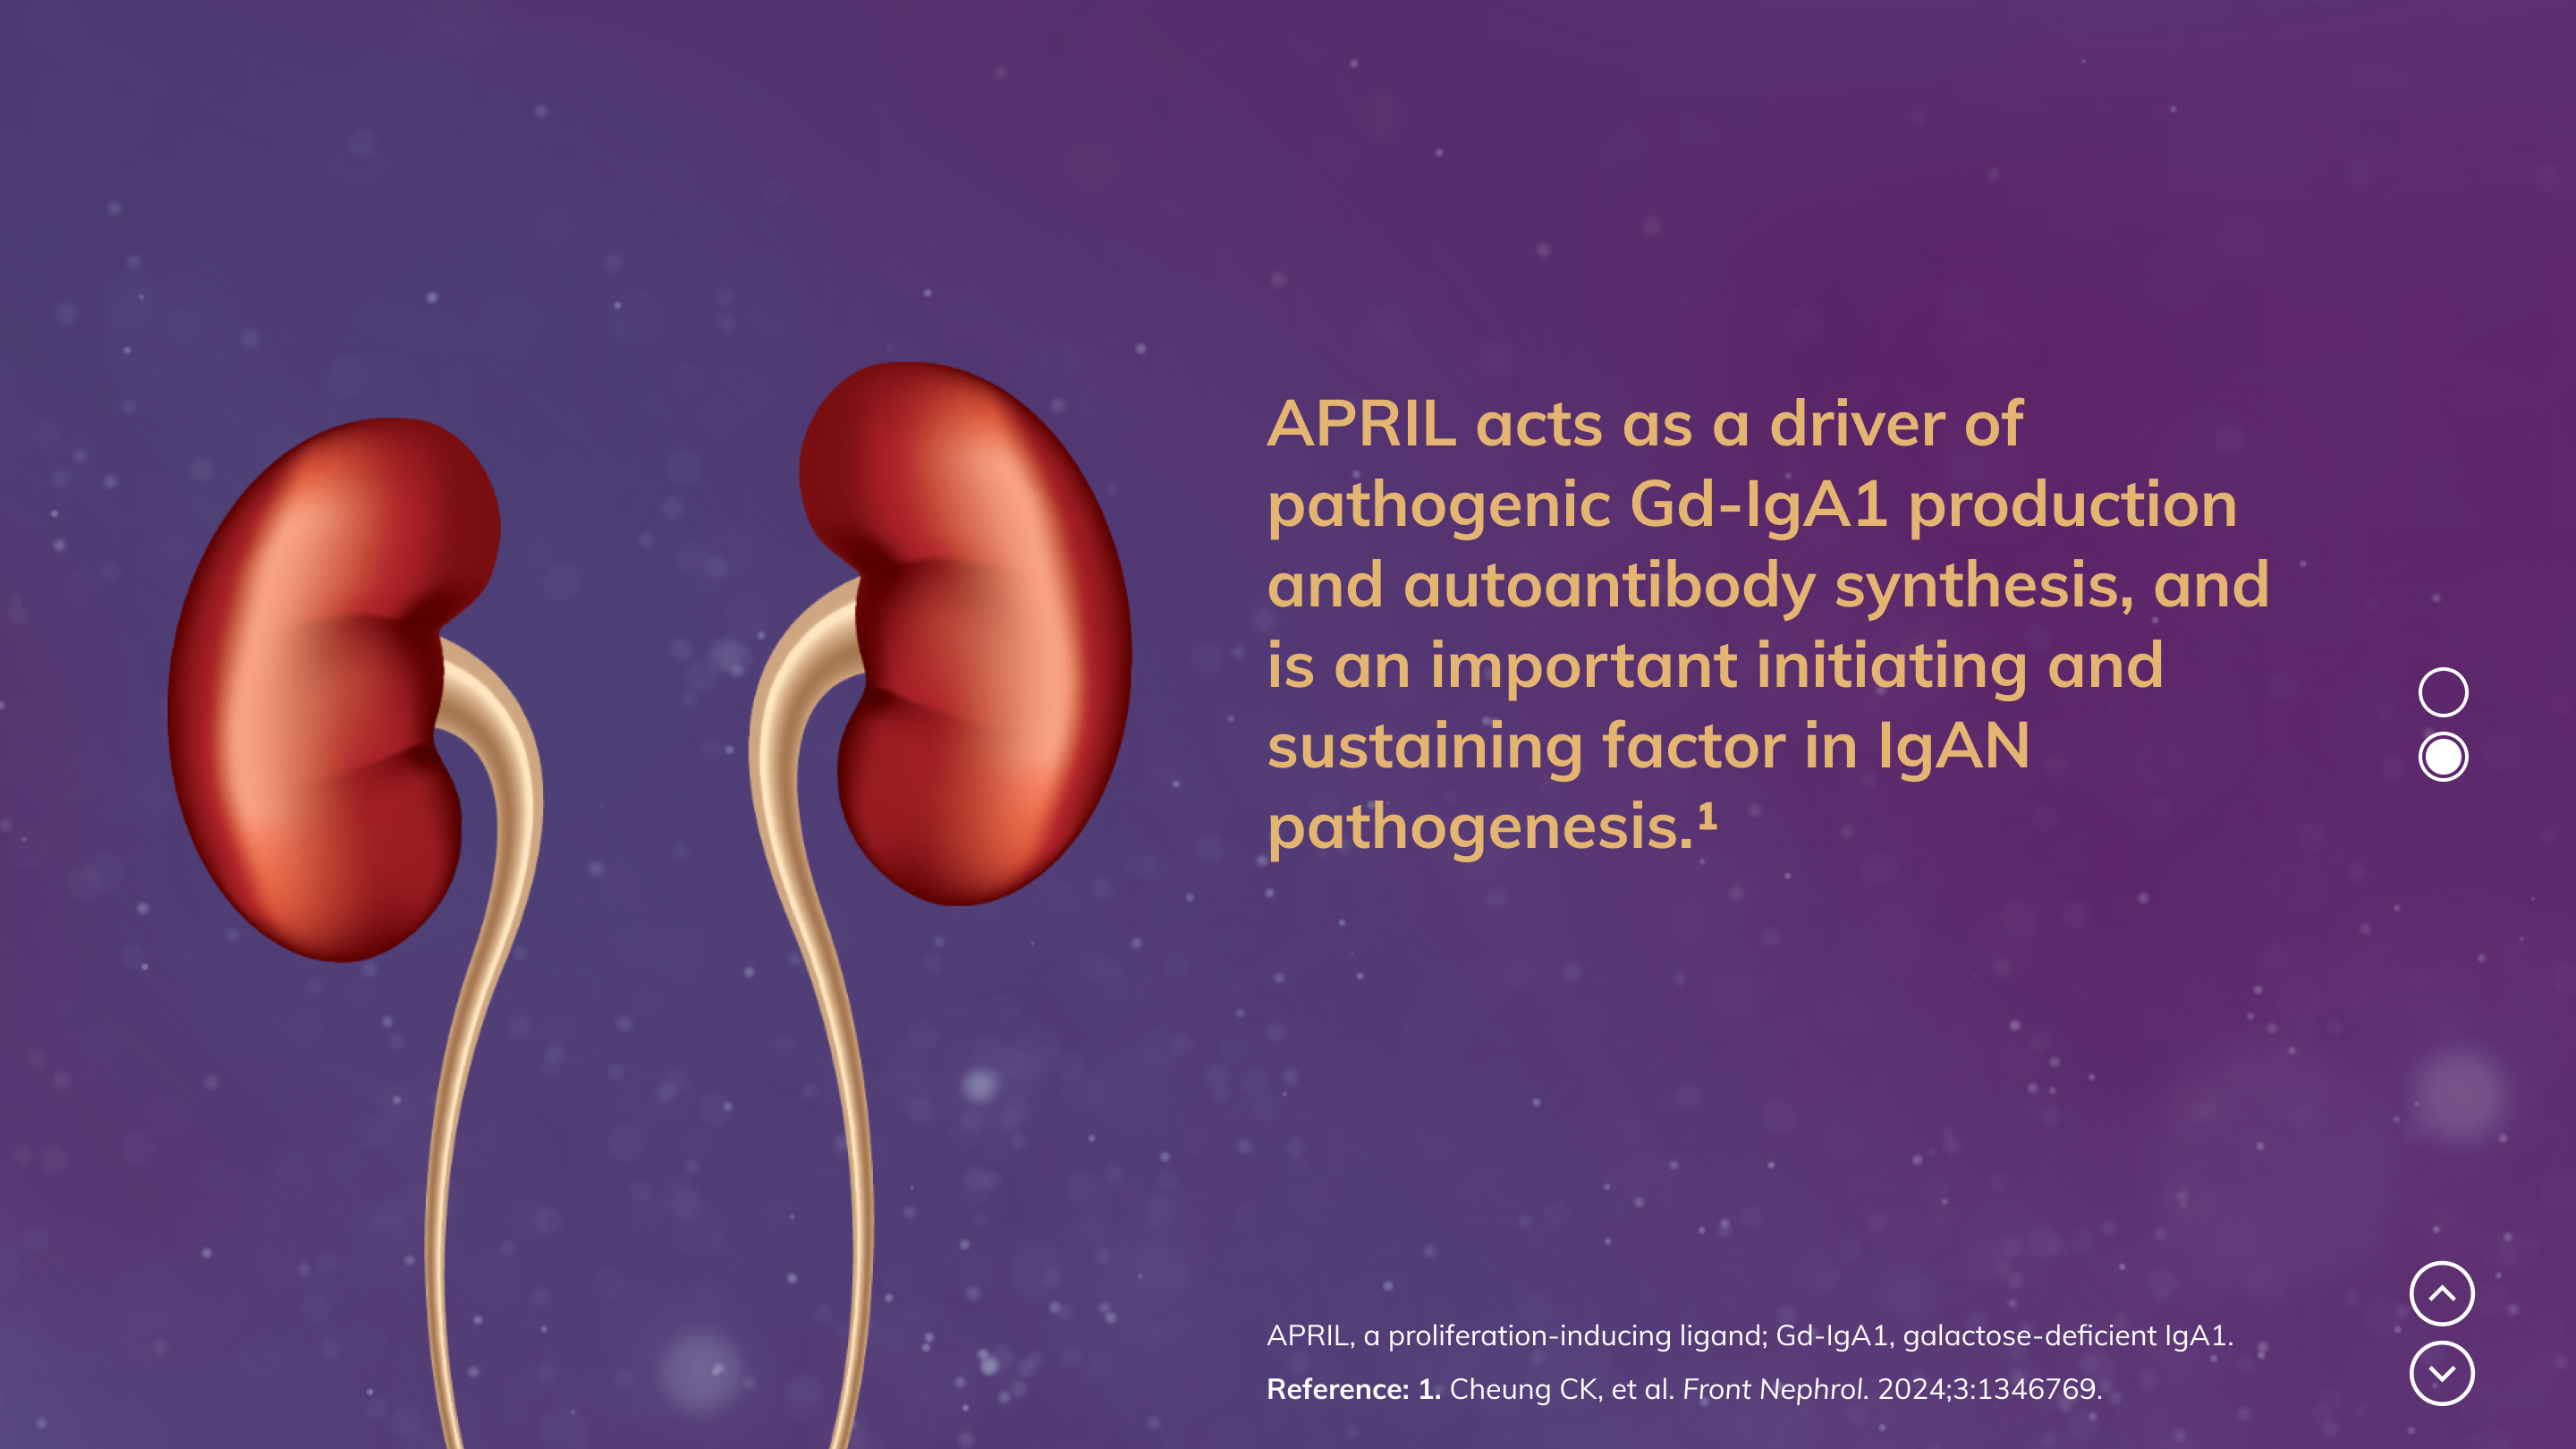 APRIL acts as a driver of
pathogenic Gd-IgA1 production
and autoantibody synthesis, and
is an important initiating and
sustaining factor in IgAN
pathogenesis.¹
APRIL, a proliferation-inducing ligand; Gd-IgA1, galactose-deficient IgA1.
Reference: 1. Cheung CK, et al. Front Nephrol. 2024;3:1346769.